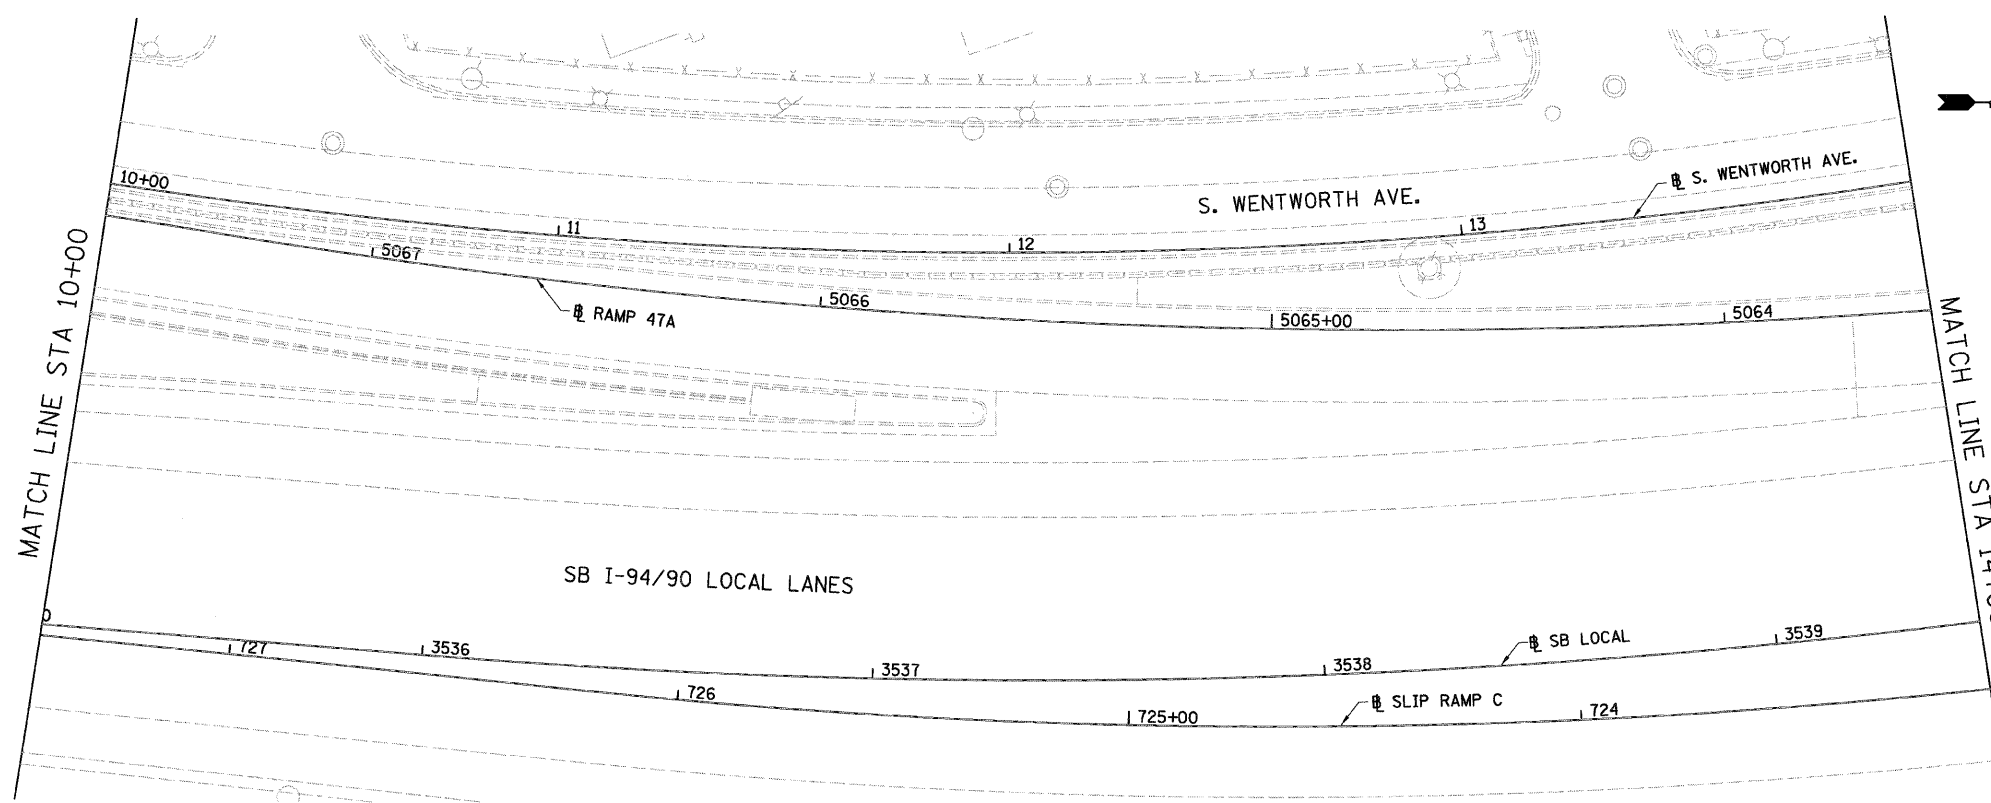 10+00
S. WENTWORTH AVE.
℄ S. WENTWORTH AVE.
11
12
13
5067
5066
5065+00
5064
℄ RAMP 47A
MATCH LINE STA 10+00
MATCH LINE STA
SB I-94/90 LOCAL LANES
727
3536
3537
3538
3539
℄ SB LOCAL
726
725+00
724
℄ SLIP RAMP C